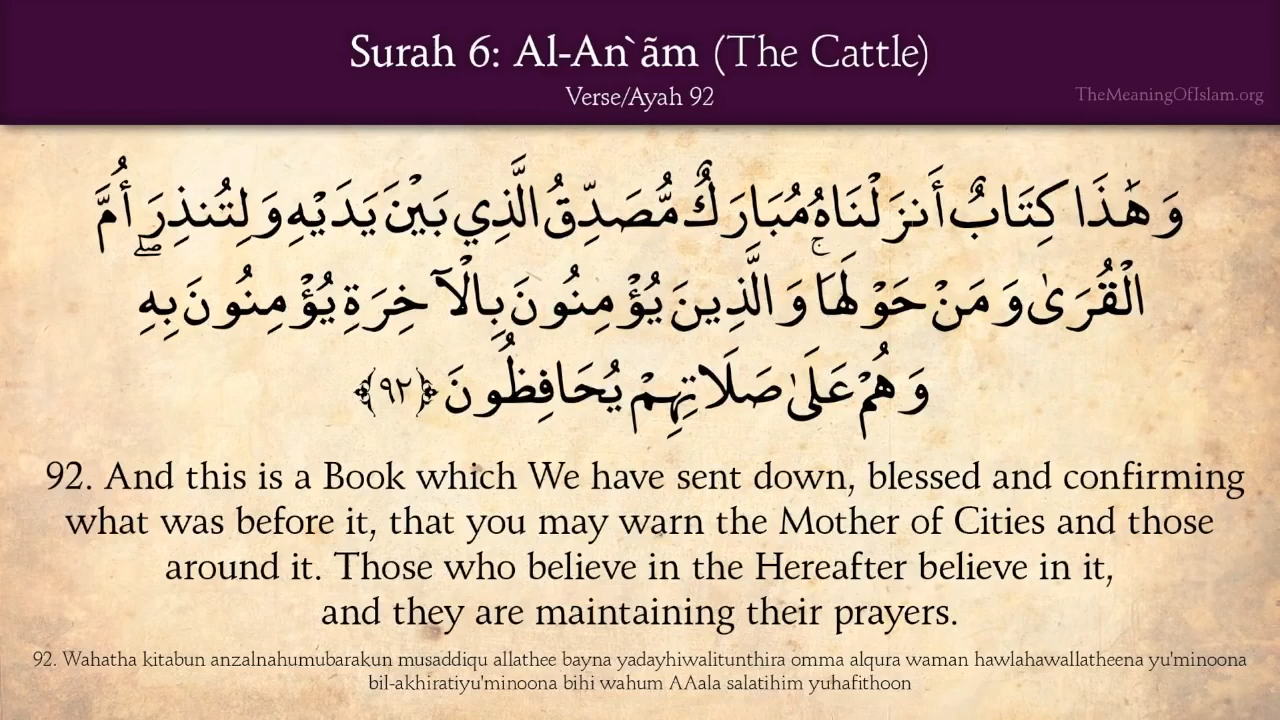 Surah 6: Al-An`ãm (The Cattle)
Verse/Ayah 92
TheMeaningOfIslam.org
وَهَٰذَا كِتَابٌ أَنزَلْنَاهُ مُبَارَكٌ مُّصَدِّقُ الَّذِي بَيْنَ يَدَيْهِ وَلِتُنذِرَ أُمَّ
الْقُرَىٰ وَمَنْ حَوْلَهَا ۚ وَالَّذِينَ يُؤْمِنُونَ بِالْآخِرَةِ يُؤْمِنُونَ بِهِ ۖ
وَهُمْ عَلَىٰ صَلَاتِهِمْ يُحَافِظُونَ ﴿٩٢﴾
92. And this is a Book which We have sent down, blessed and confirming
what was before it, that you may warn the Mother of Cities and those
around it. Those who believe in the Hereafter believe in it,
and they are maintaining their prayers.
92. Wahatha kitabun anzalnahumubarakun musaddiqu allathee bayna yadayhiwalitunthira omma alqura waman hawlahawallatheena yu'minoona
bil-akhiratiyu'minoona bihi wahum AAala salatihim yuhafithoon